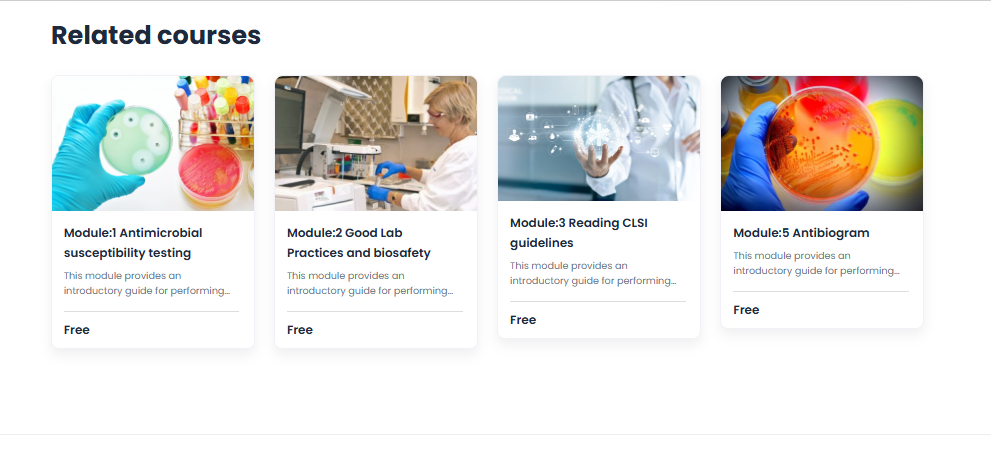 Related courses
Module:1 Antimicrobial
susceptibility testing
This module provides an
introductory guide for performing...
Free
Module:2 Good Lab
Practices and biosafety
This module provides an
introductory guide for performing...
Free
Module:3 Reading CLSI
guidelines
This module provides an
introductory guide for performing...
Free
Module:5 Antibiogram
This module provides an
introductory guide for performing...
Free